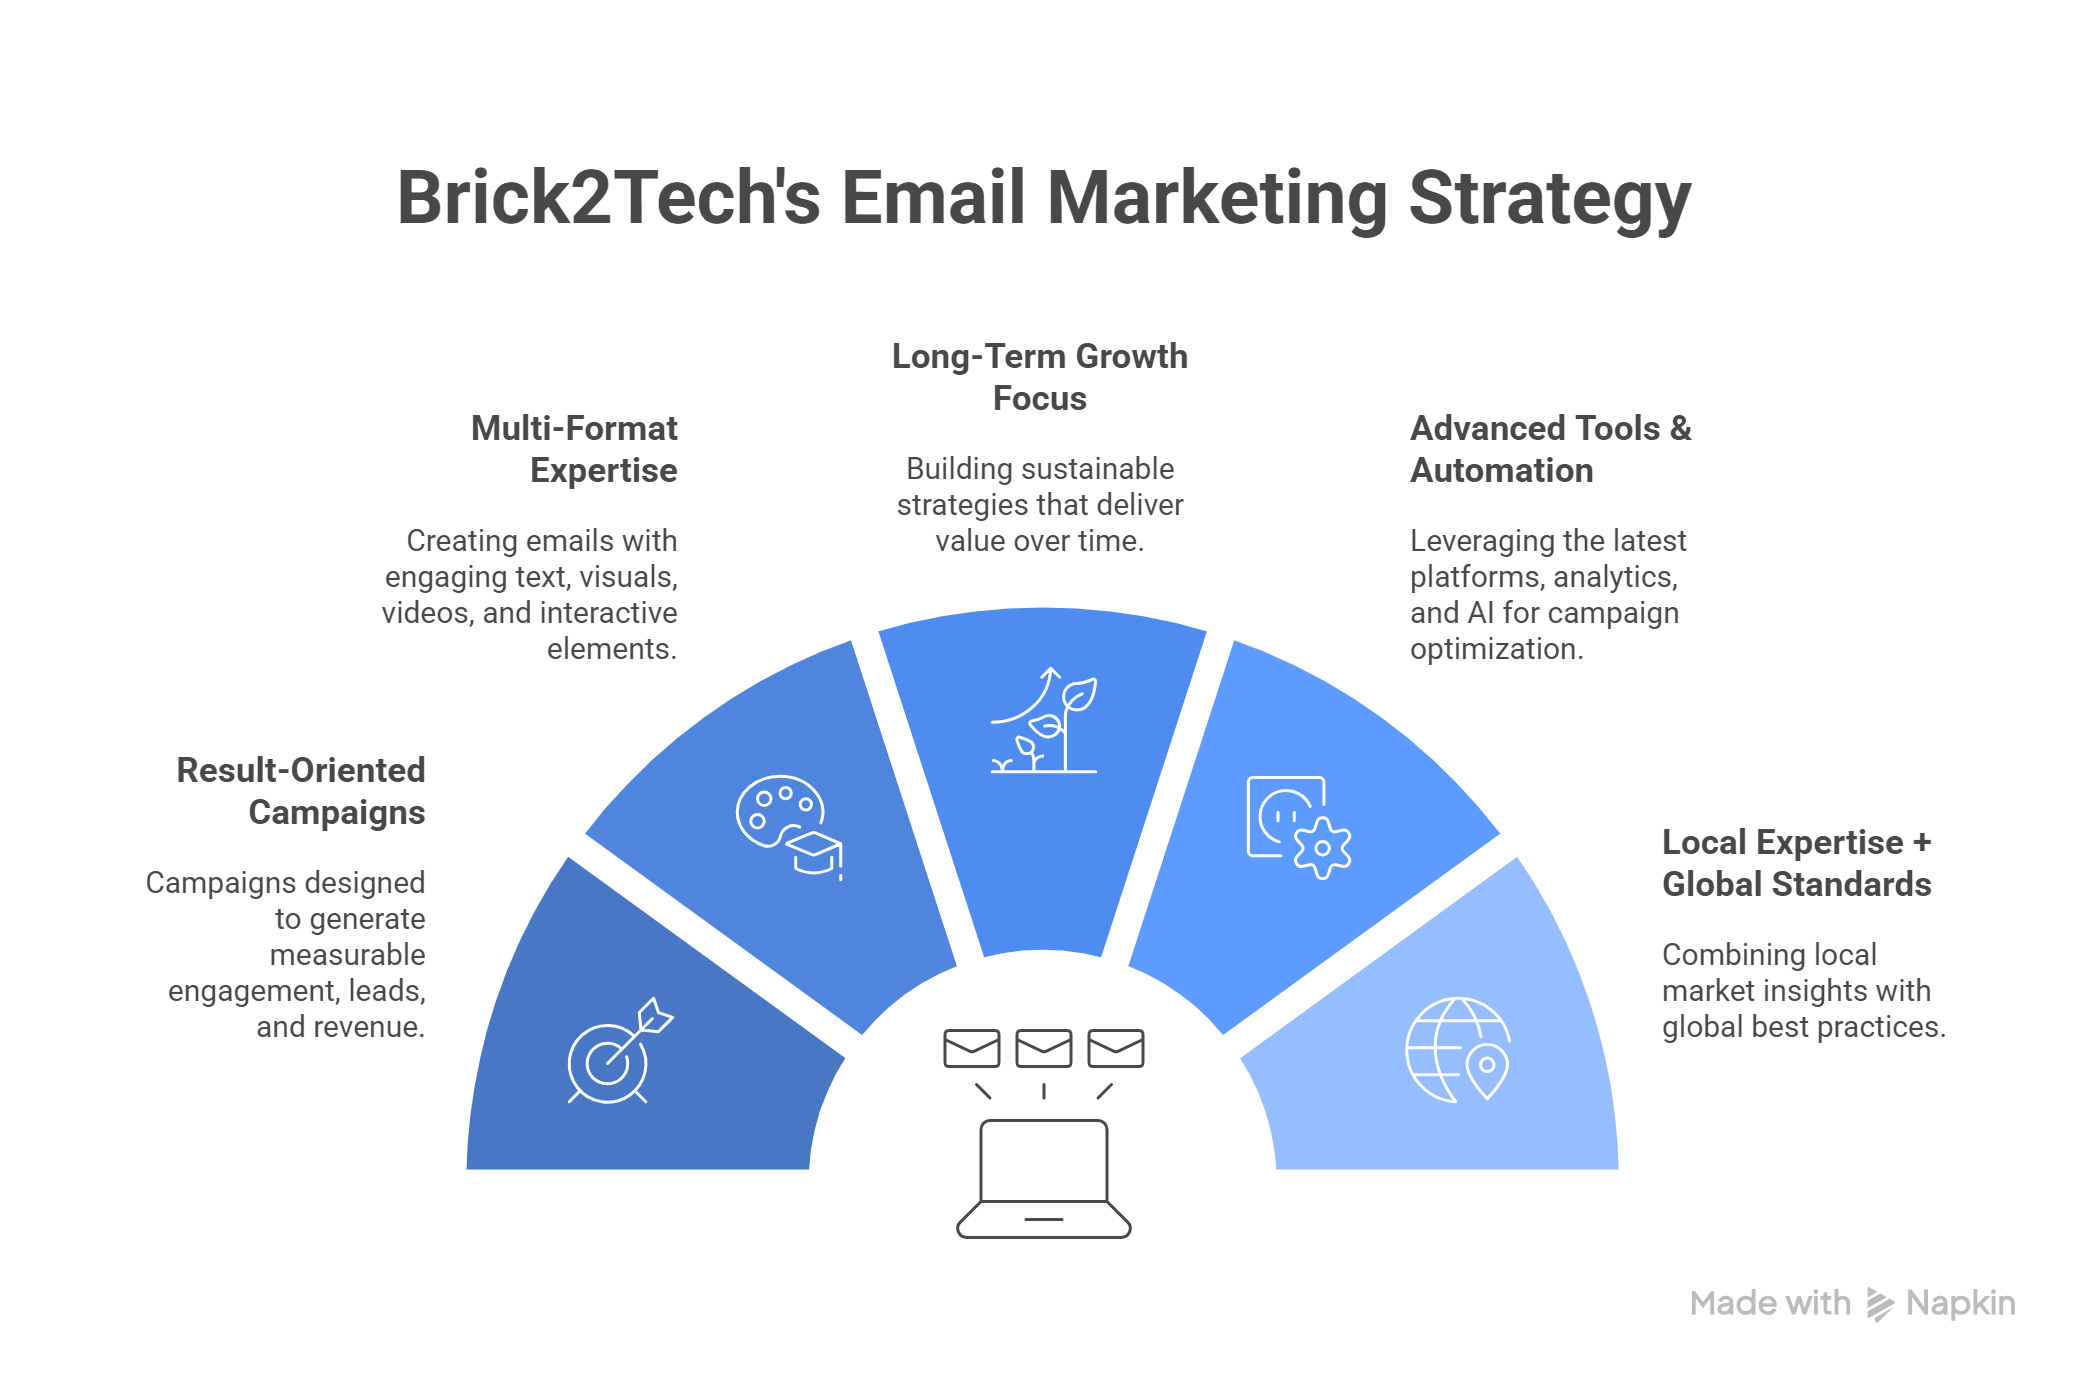 Brick2Tech's Email Marketing Strategy
Long-Term Growth
Focus
Building sustainable
strategies that deliver
value over time.
Multi-Format
Expertise
Creating emails with
engaging text, visuals,
videos, and interactive
elements.
Advanced Tools &
Automation
Leveraging the latest
platforms, analytics,
and AI for campaign
optimization.
Result-Oriented
Campaigns
Campaigns designed
to generate
measurable
engagement, leads,
and revenue.
Local Expertise +
Global Standards
Combining local
market insights with
global best practices.
Made with Napkin